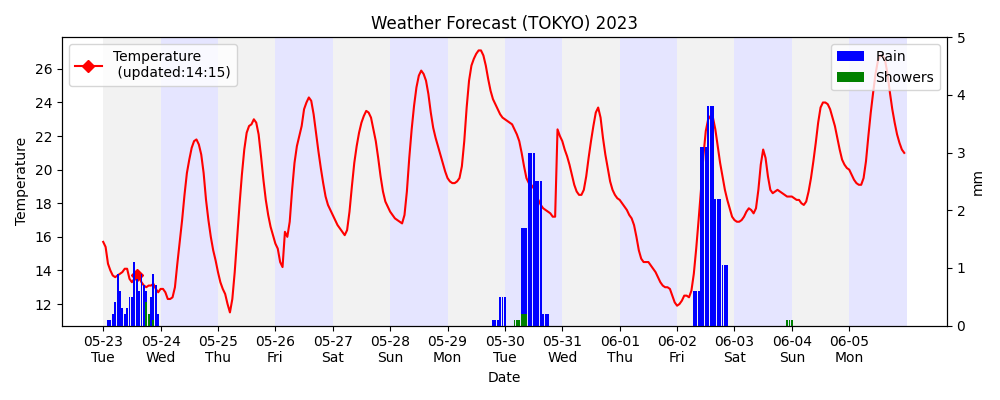 Weather Forecast (TOKYO) 2023
Temperature
(updated:14:15)
Rain
Showers
Temperature
26
24
22
20
18
16
14
12
5
4
3
2
1
0
mm
05-23 05-24 05-25 05-26 05-27 05-28 05-29 05-30 05-31 06-01 06-02 06-03 06-04 06-05
Tue Wed Thu Fri Sat Sun Mon Tue Wed Thu Fri Sat Sun Mon
Date